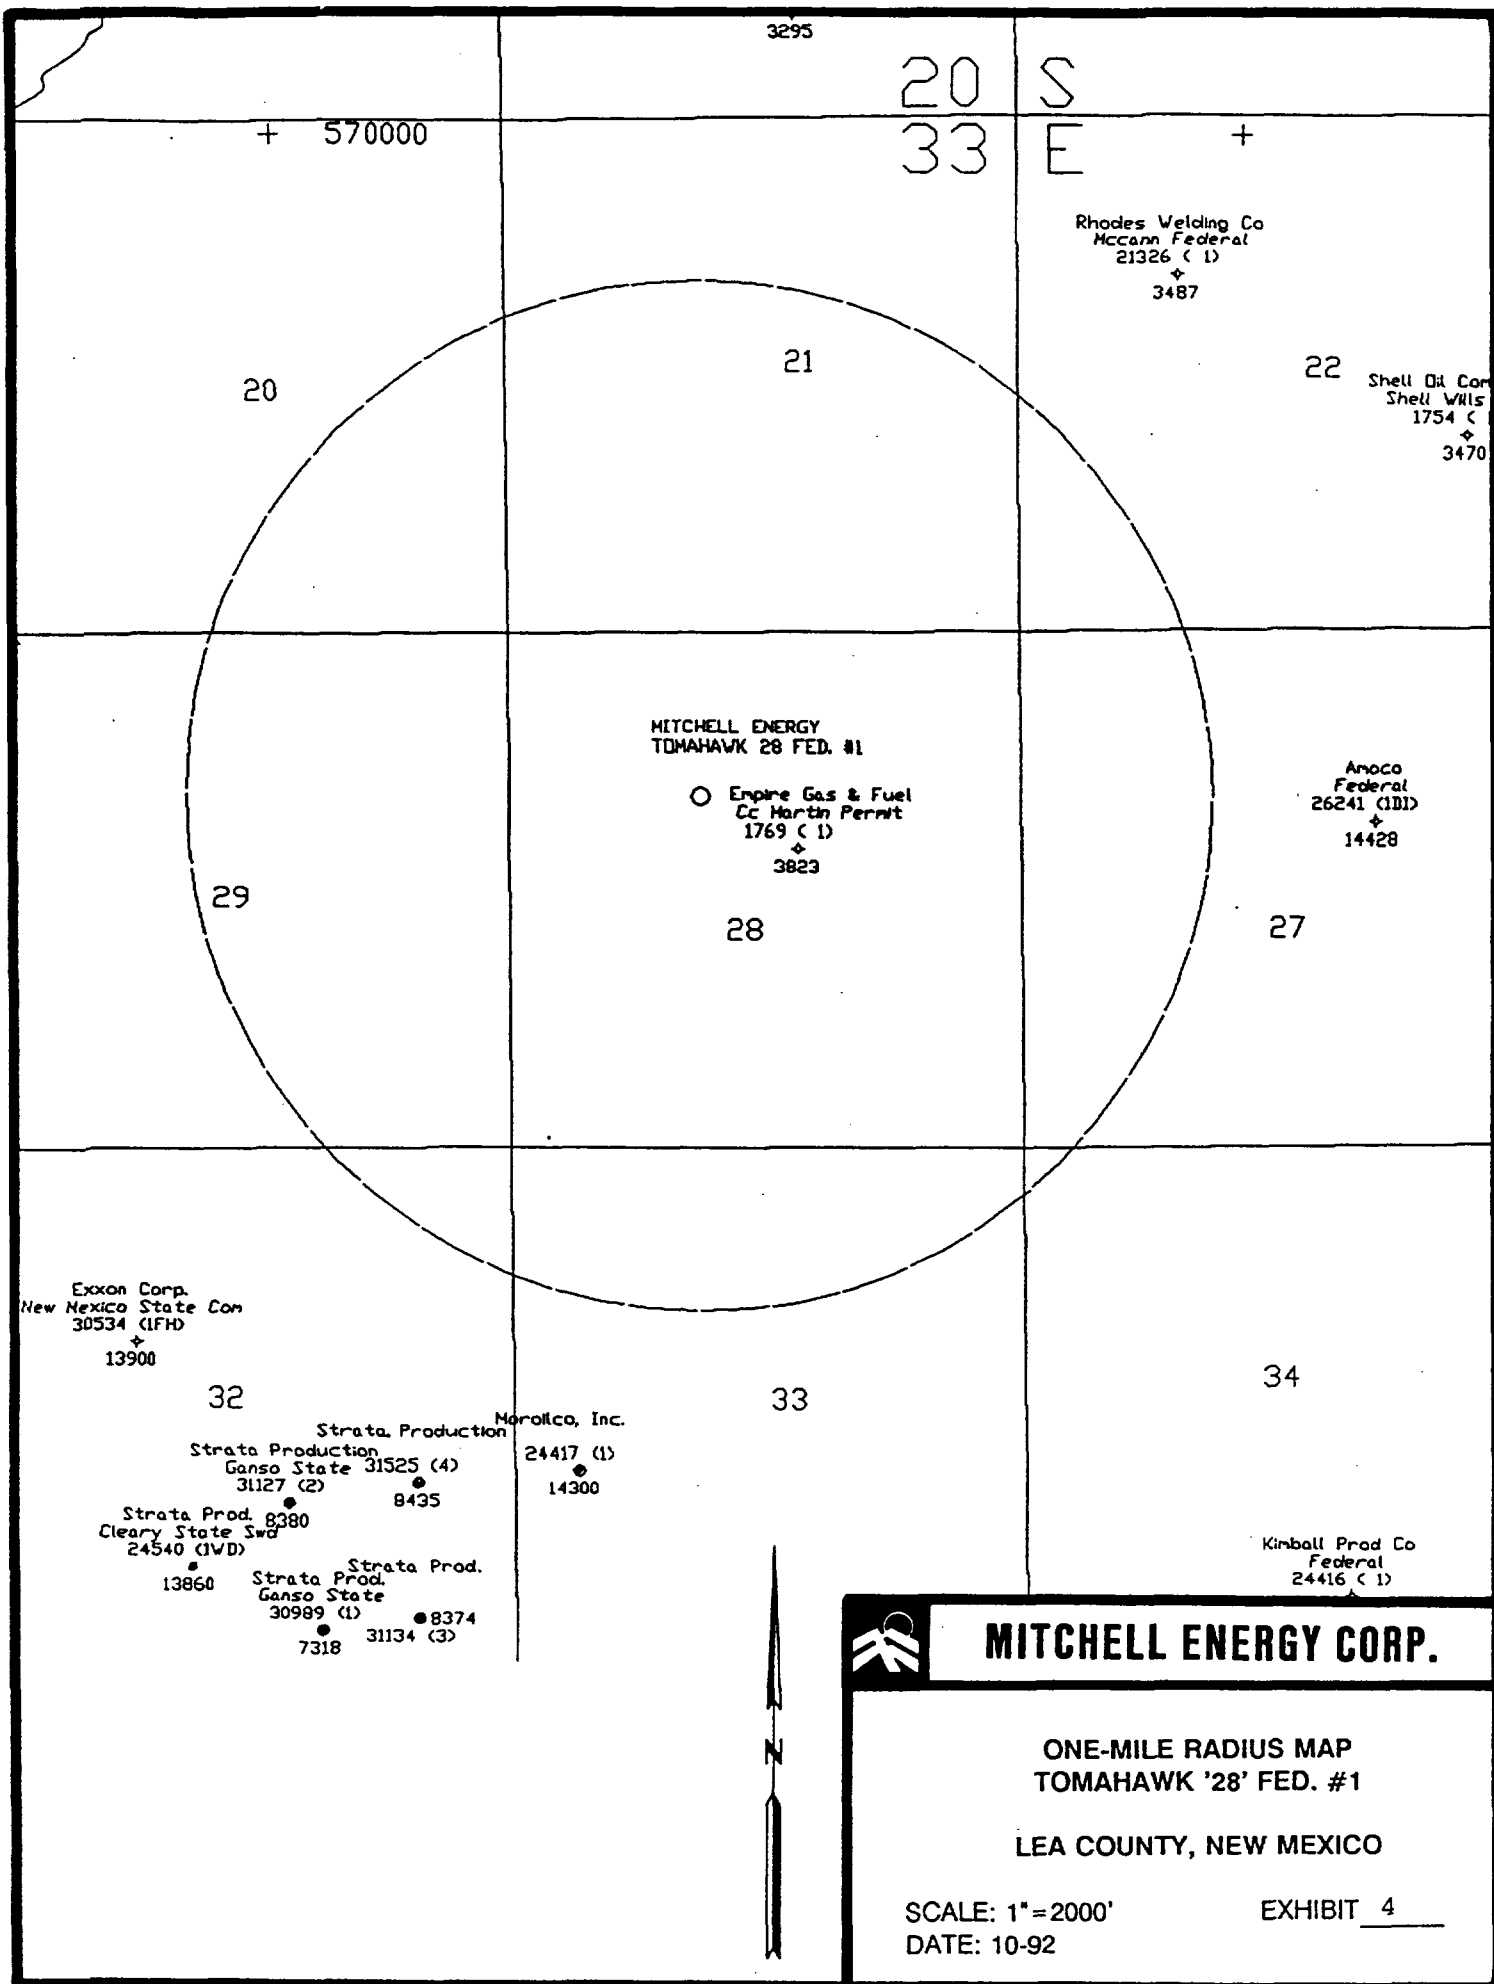 3295
20 S
33 E
+ 570000 +
Rhodes Welding Co
Mccann Federal
21326 ( 1)
3487
21
22
20
Shell Oil Com
Shell Wills
1754 (
3470
MITCHELL ENERGY
TOMAHAWK 28 FED. #1
Empire Gas & Fuel
Cc Martin Permit
1769 ( 1)
3823
Amoco
Federal
26241 (1DI)
14428
29
28
27
Exxon Corp.
New Mexico State Com
30534 (1FH)
13900
32
33
34
Strata Production
31525 (4)
8435
Marolico, Inc.
24417 (1)
14300
Strata Production
Ganso State
31127 (2)
8380
Strata Prod.
Cleary State Swd
24540 (1WD)
13860
Strata Prod.
Ganso State
30989 (1)
7318
Strata Prod.
8374
31134 (3)
Kimball Prod Co
Federal
24416 ( 1)
N
MITCHELL ENERGY CORP.
ONE-MILE RADIUS MAP
TOMAHAWK '28' FED. #1
LEA COUNTY, NEW MEXICO
SCALE: 1"=2000'
EXHIBIT 4
DATE: 10-92